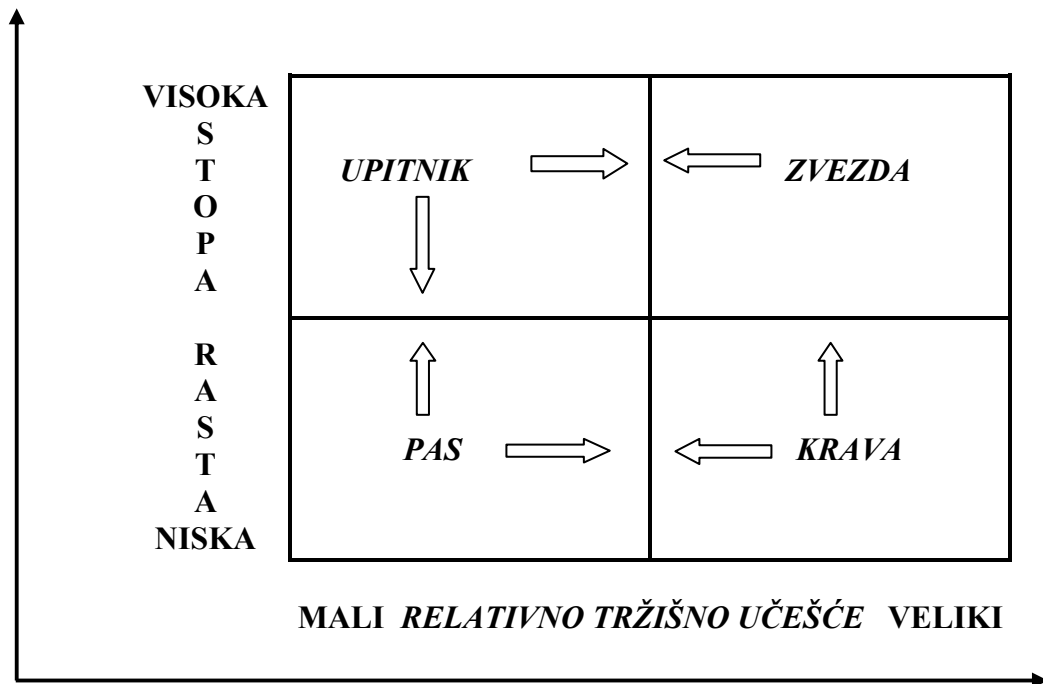 VISOKA
S
T
O
P
A
R
A
S
T
A
NISKA
UPITNIK
ZVEZDA
PAS
KRAVA
MALI RELATIVNO TRŽIŠNO UČEŠĆE VELIKI